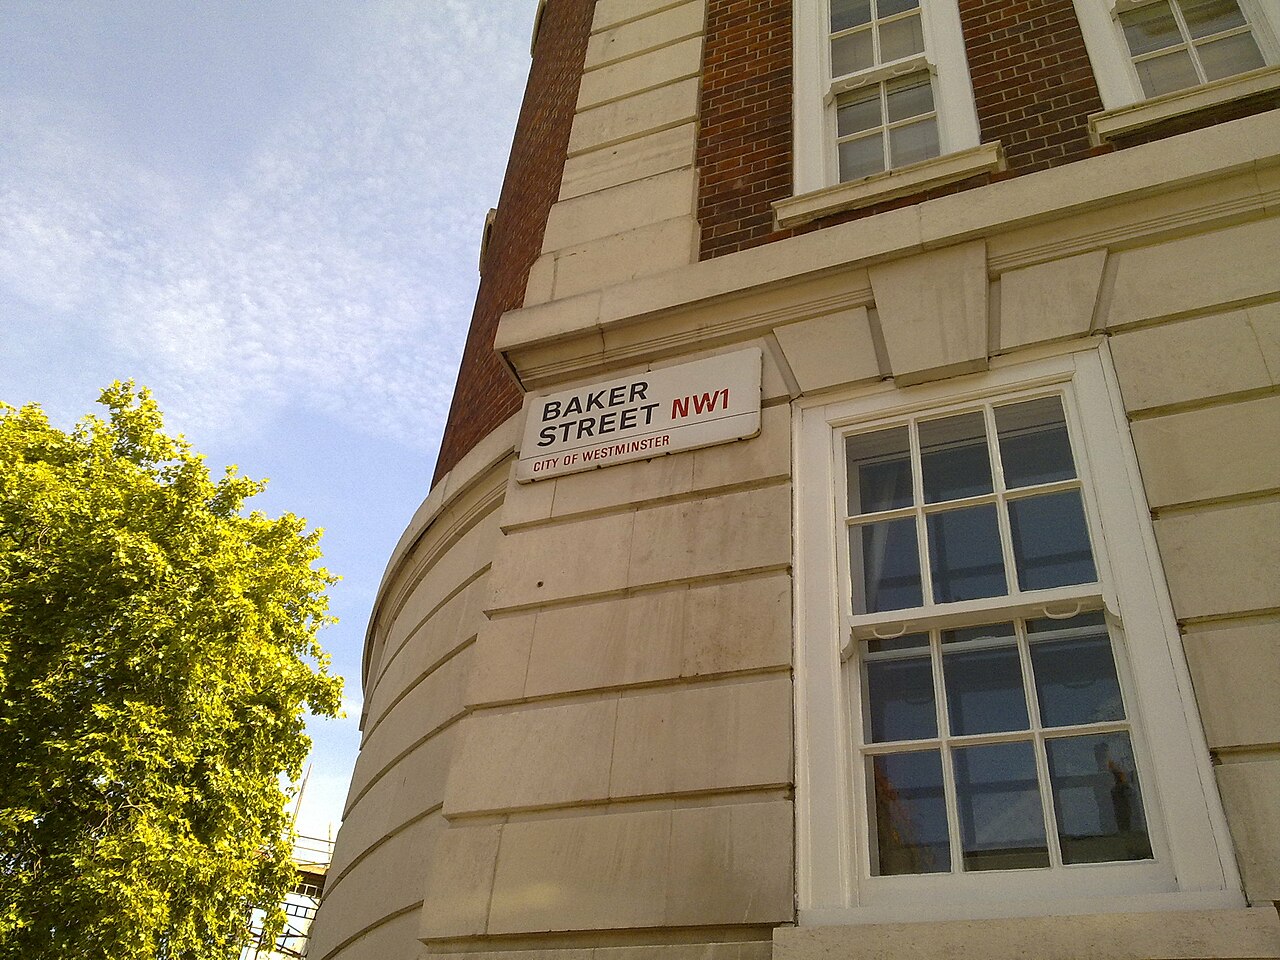 BAKER
STREET NW1
CITY OF WESTMINSTER